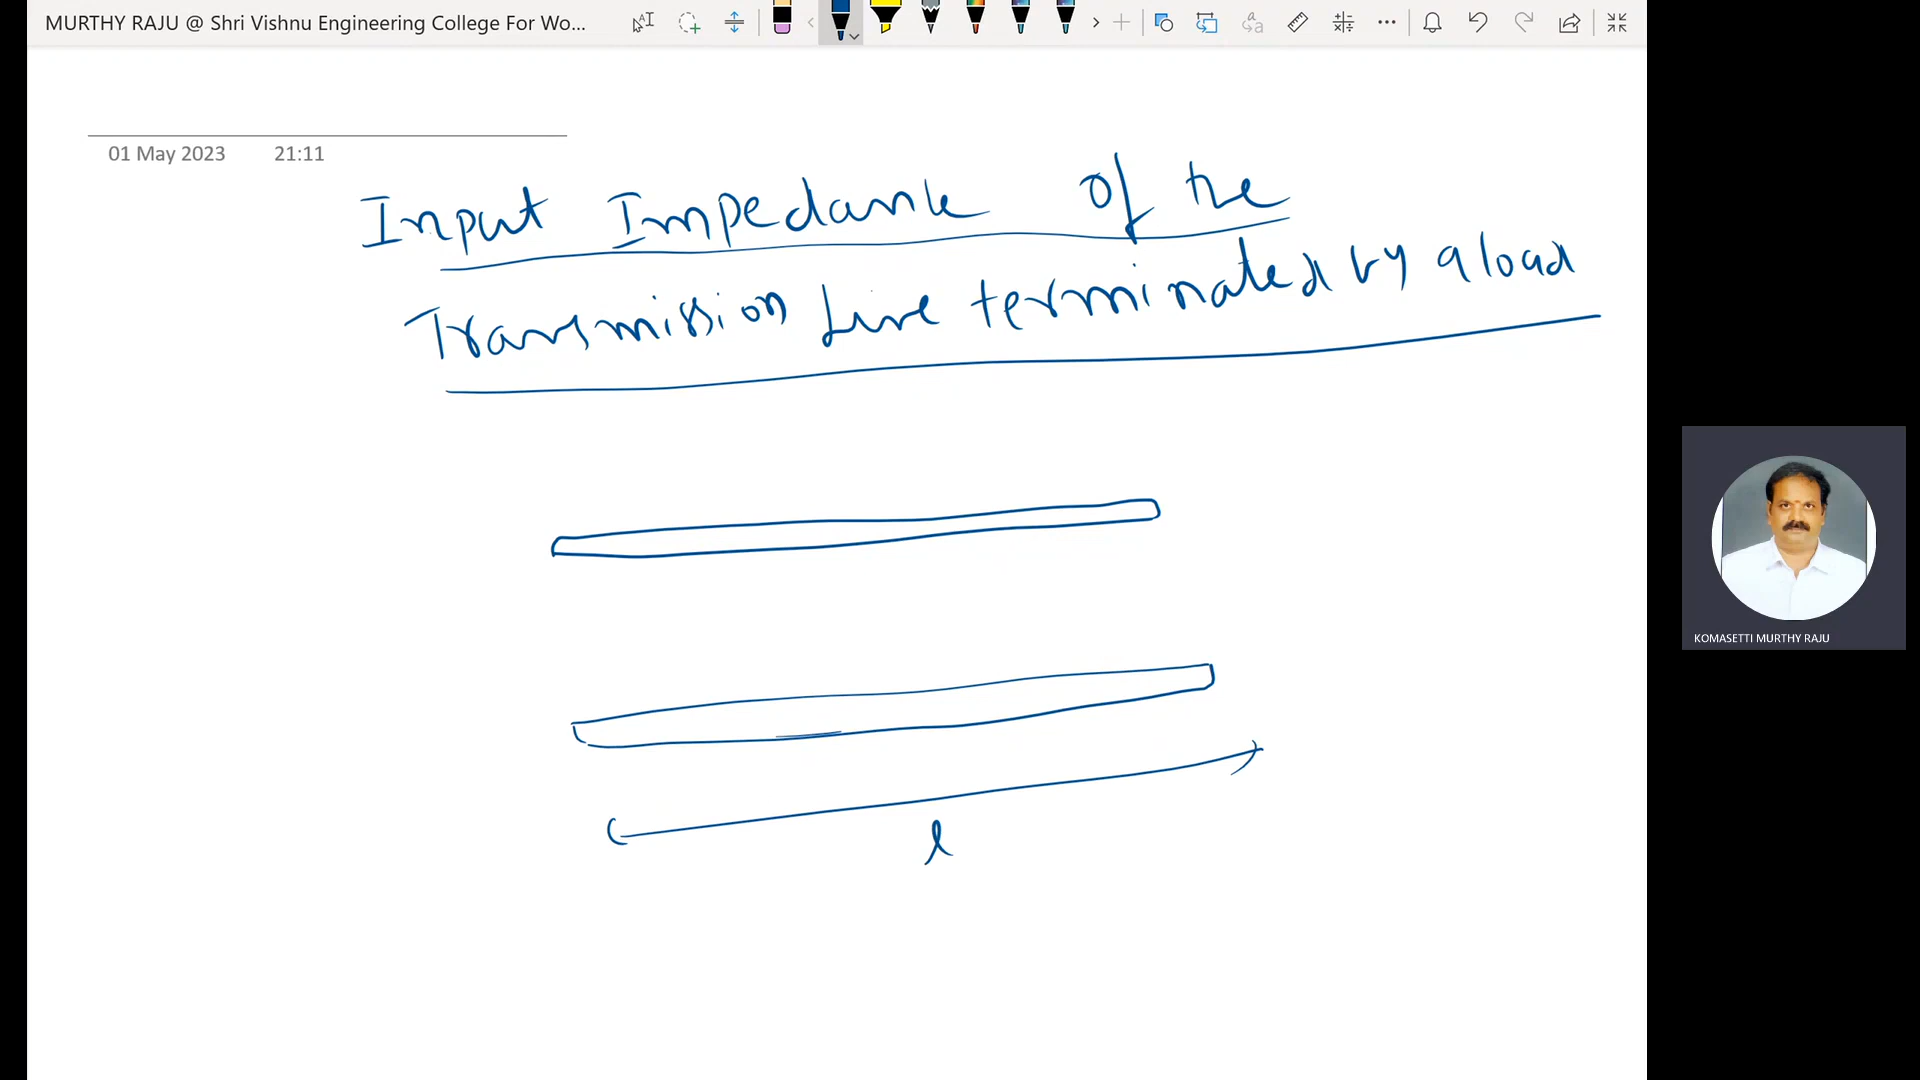 MURTHY RAJU @ Shri Vishnu Engineering College For Wo...
01 May 2023 21:11
Input Impedance of the
Transmission Line terminated by a load
l
KOMASETTI MURTHY RAJU